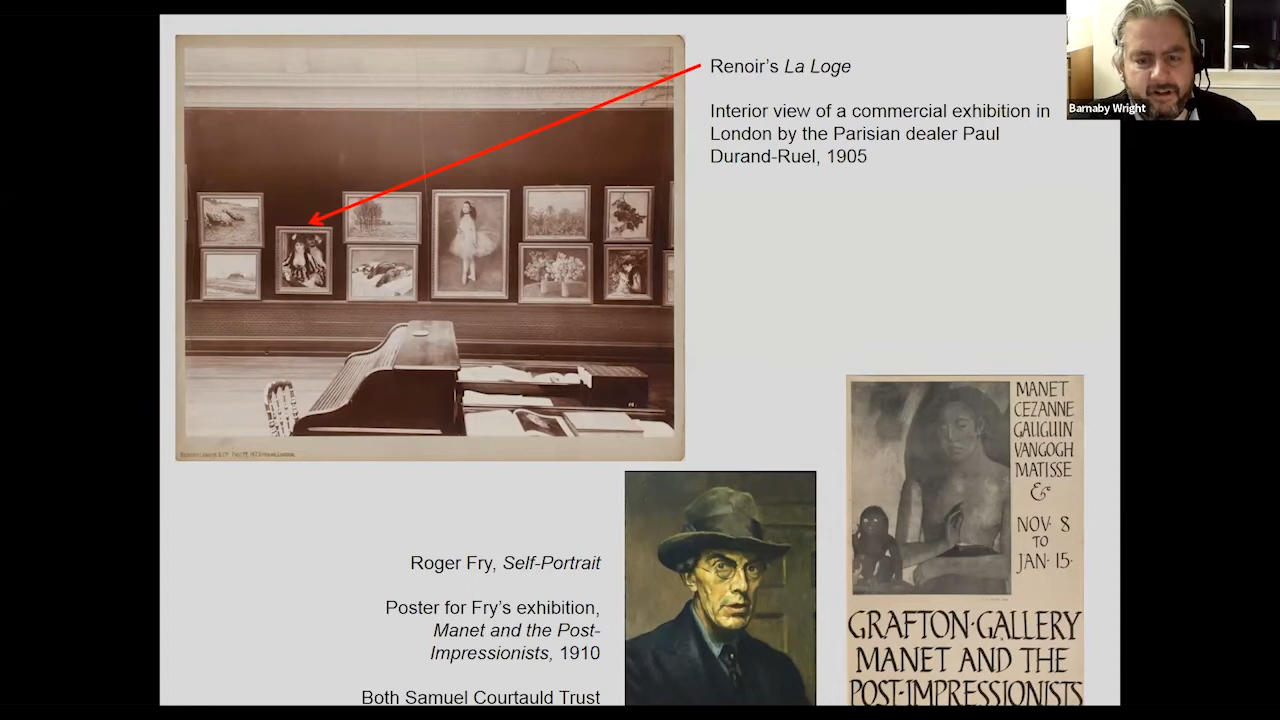 Renoir's La Loge
Interior view of a commercial exhibition in
London by the Parisian dealer Paul
Durand-Ruel, 1905
Barnaby Wright
MANET
CEZANNE
GAUGUIN
VANGOGH
MATISSE
&
NOV· 8
TO
JAN· 15·
GRAFTON·GALLERY
MANET AND THE
POST-IMPRESSIONISTS
Roger Fry, Self-Portrait
Poster for Fry's exhibition,
Manet and the Post-
Impressionists, 1910
Both Samuel Courtauld Trust